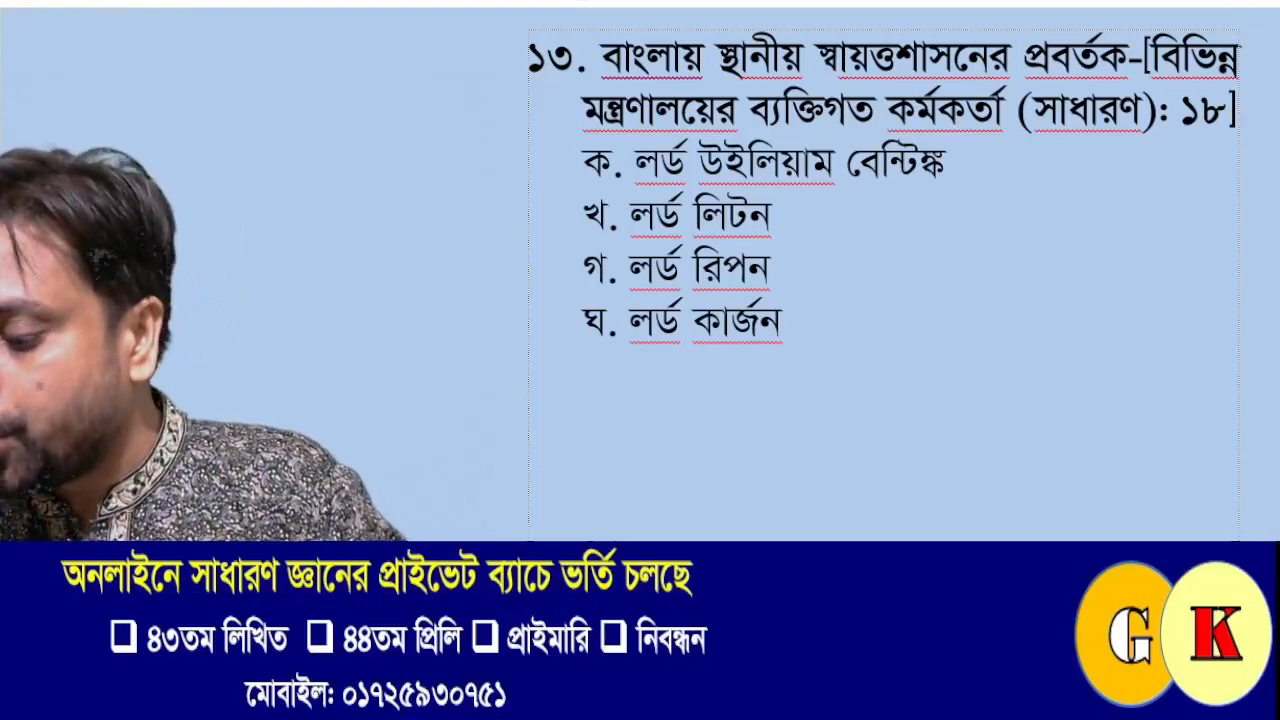 ১৩. বাংলায় স্থানীয় স্বায়ত্তশাসনের প্রবর্তক-[বিভিন্ন
মন্ত্রণালয়ের ব্যক্তিগত কর্মকর্তা (সাধারণ): ১৮]
ক. লর্ড উইলিয়াম বেন্টিঙ্ক
খ. লর্ড লিটন
গ. লর্ড রিপন
ঘ. লর্ড কার্জন
অনলাইনে সাধারণ জ্ঞানের প্রাইভেট ব্যাচে ভর্তি চলছে
❑ ৪৩তম লিখিত ❑ ৪৪তম প্রিলি ❑ প্রাইমারি ❑ নিবন্ধন
মোবাইল: ০১৭২৫৯৩০৭৫১
G K